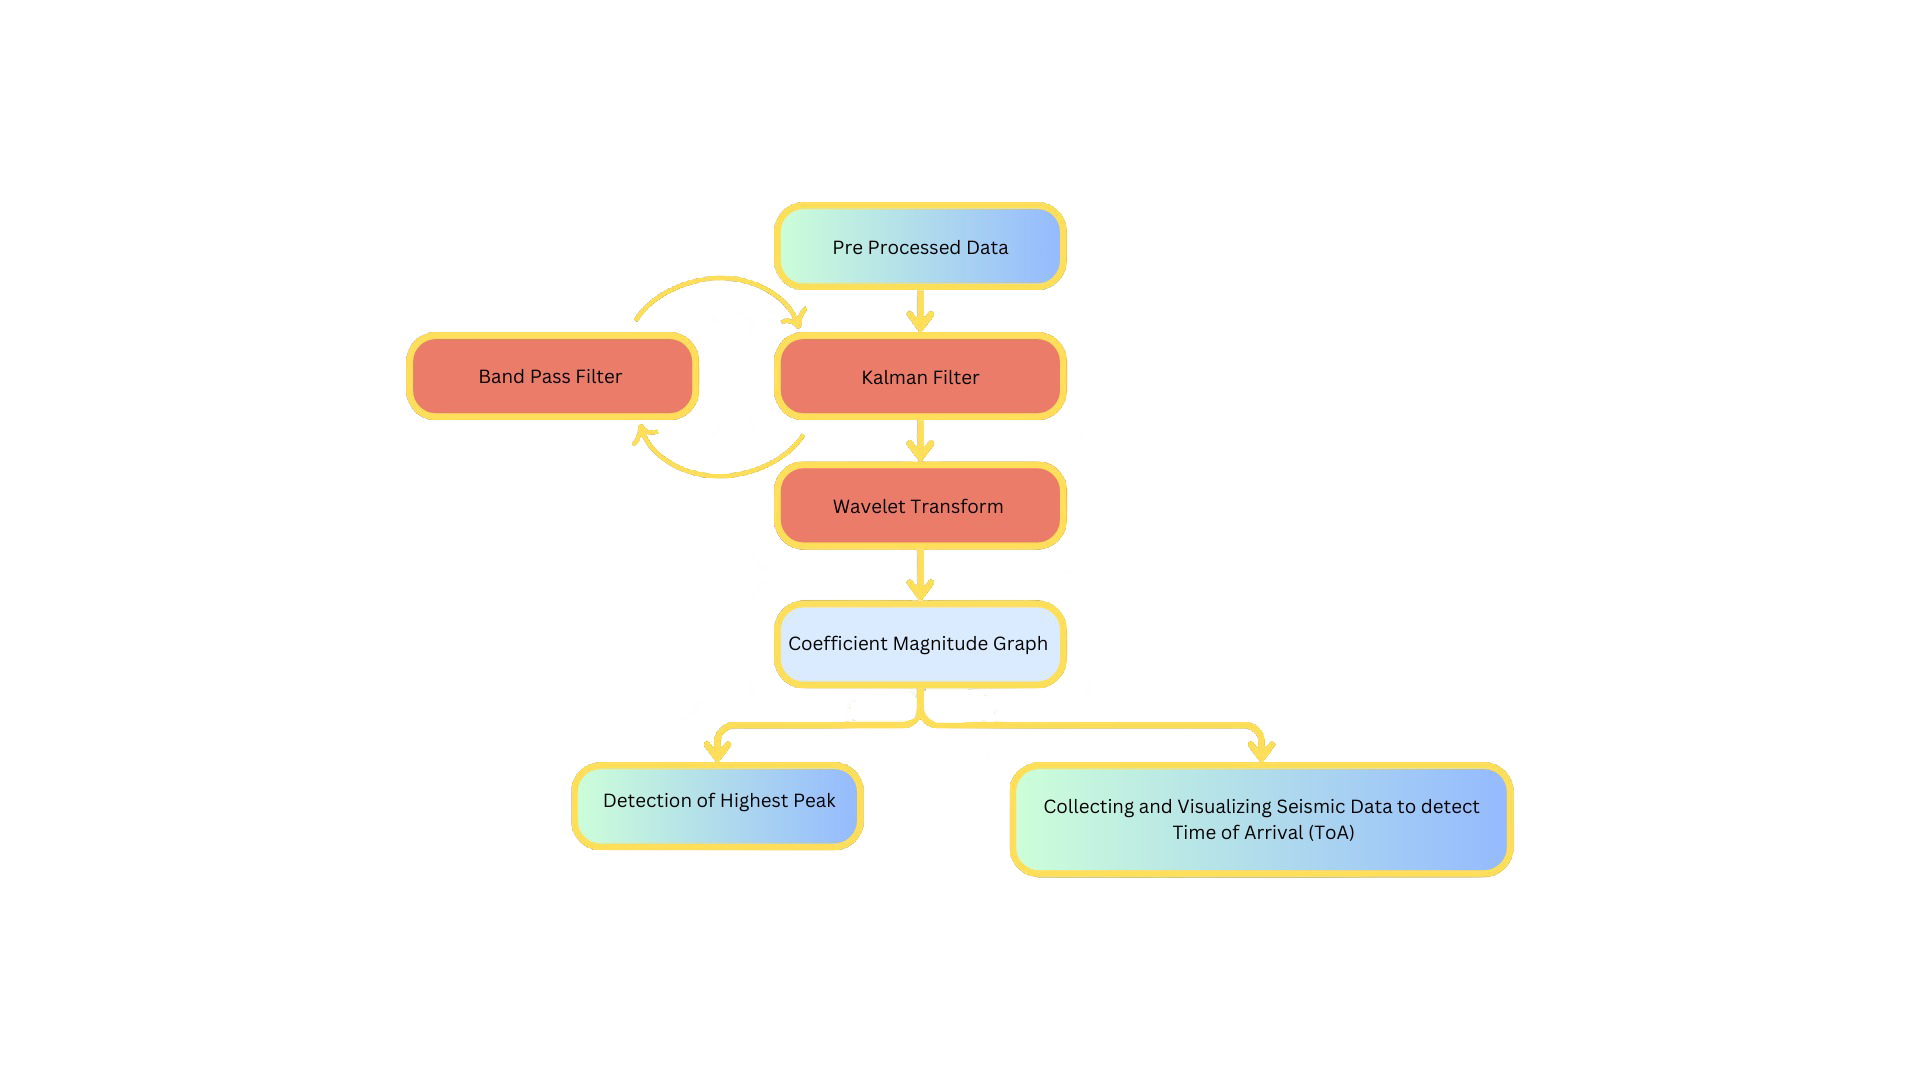 Pre Processed Data
Band Pass Filter
Kalman Filter
Wavelet Transform
Coefficient Magnitude Graph
Detection of Highest Peak
Collecting and Visualizing Seismic Data to detect
Time of Arrival (ToA)